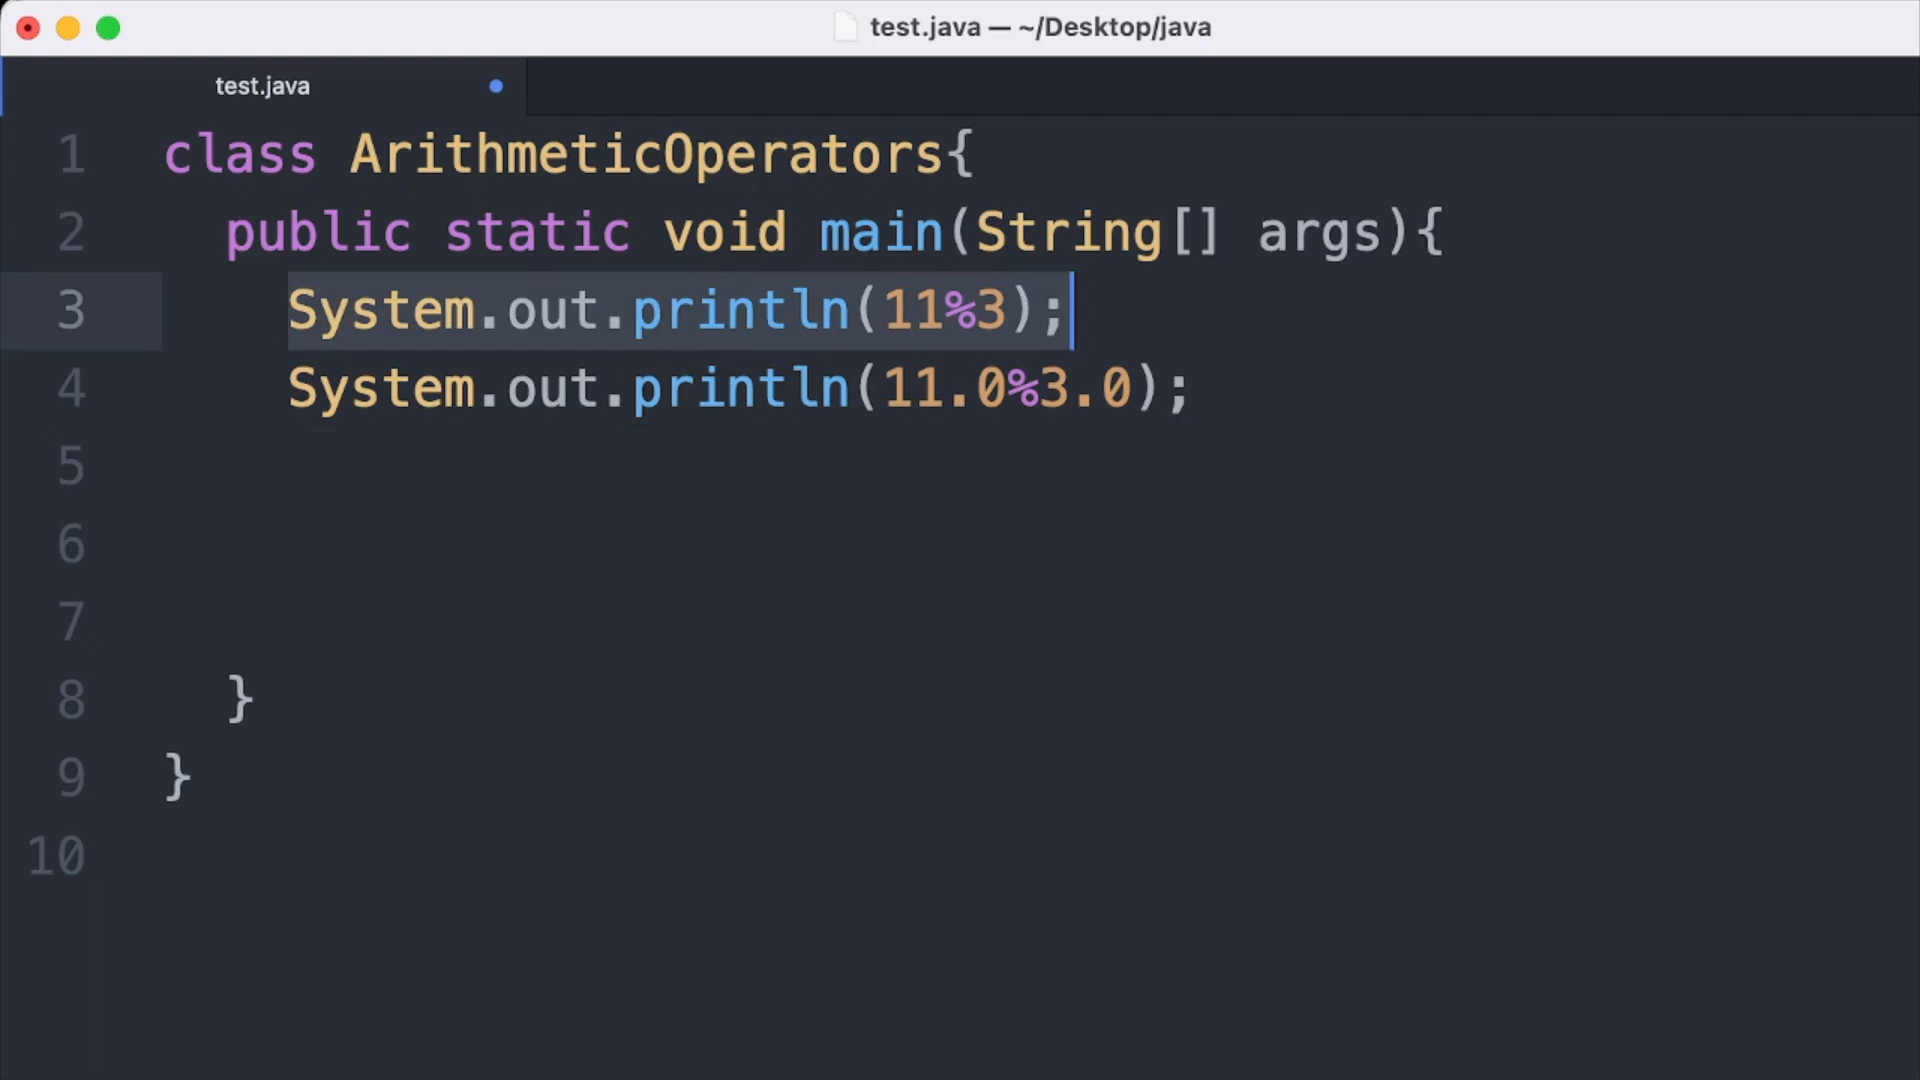 test.java — ~/Desktop/java
test.java
1 class ArithmeticOperators{
2 public static void main(String[] args){
3 System.out.println(11%3);
4 System.out.println(11.0%3.0);
5
6
7
8 }
9 }
10